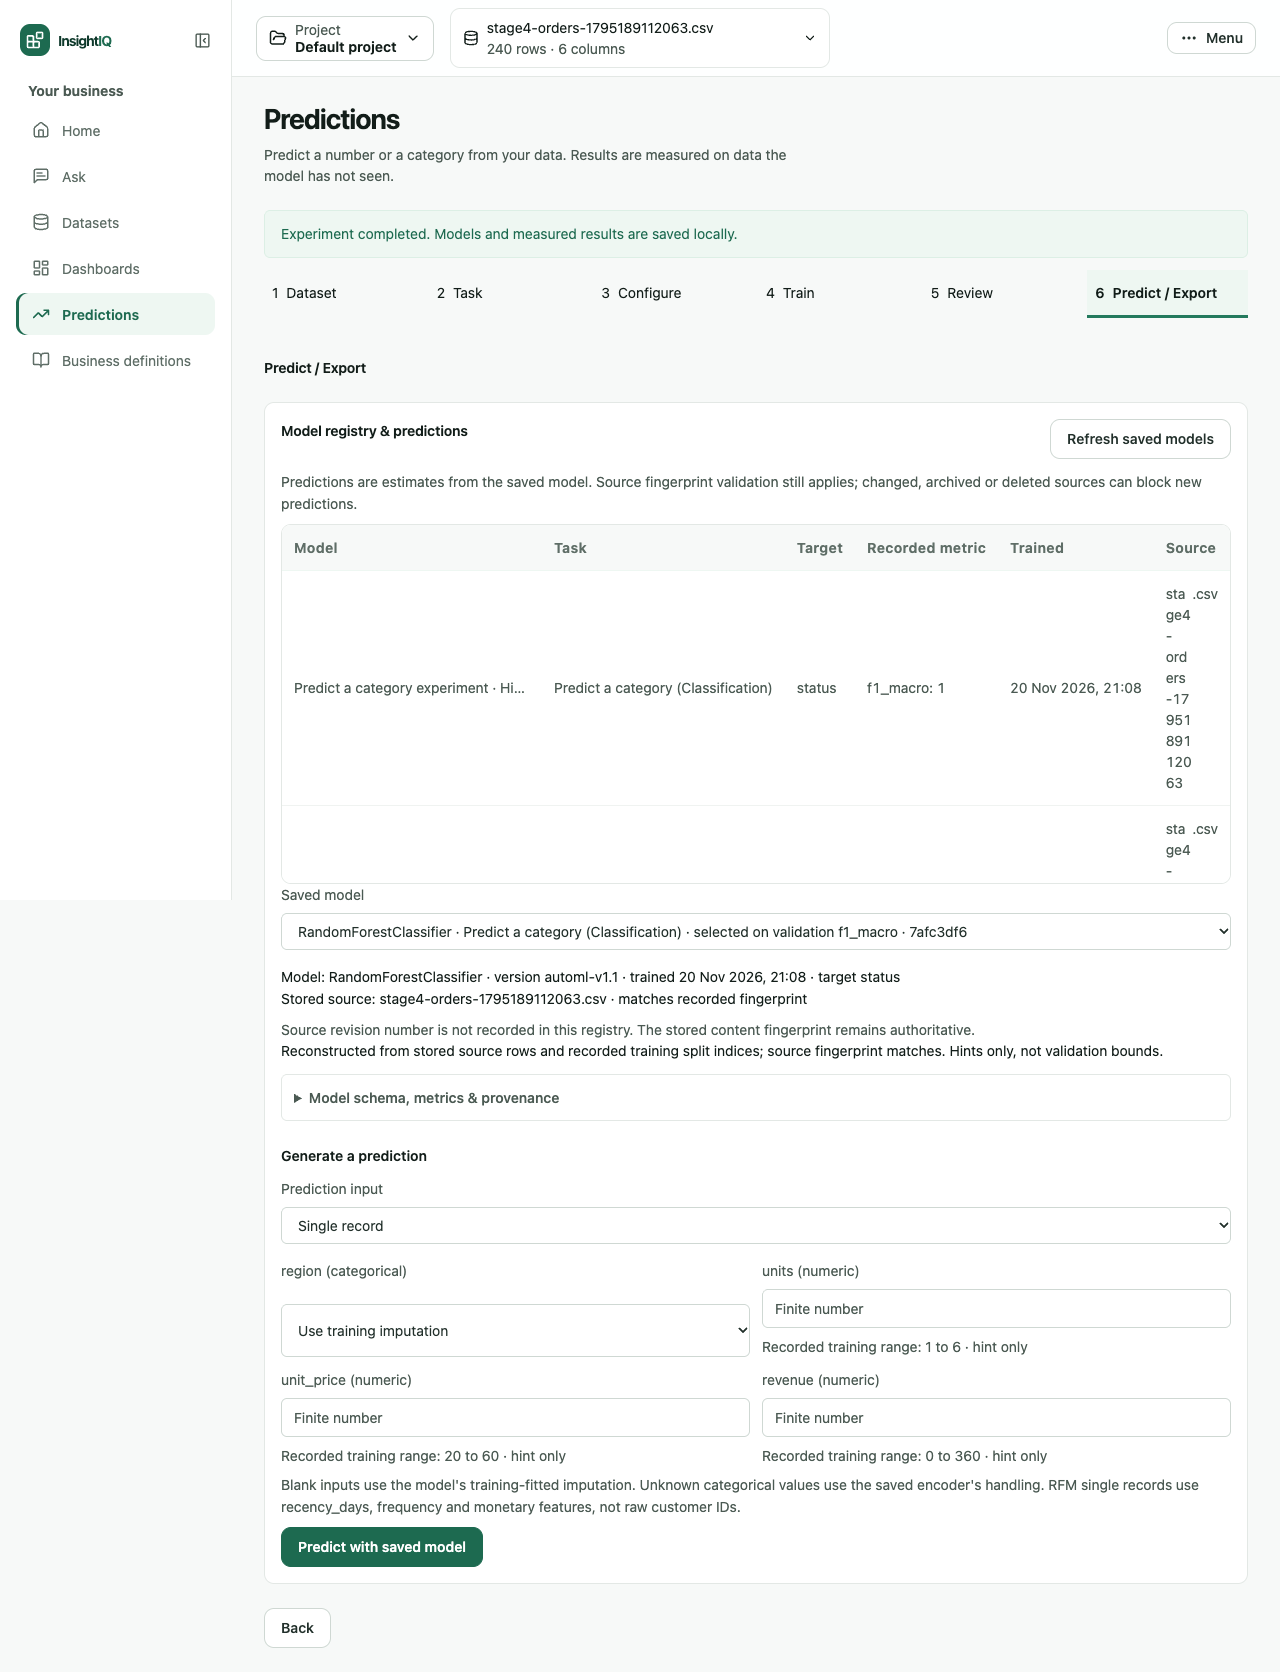 InsightIQ
Project
Default project
stage4-orders-1795189112063.csv
240 rows · 6 columns
Menu
Your business
Home
Ask
Datasets
Dashboards
Predictions
Business definitions
Predictions
Predict a number or a category from your data. Results are measured on data the
model has not seen.
Experiment completed. Models and measured results are saved locally.
1 Dataset
2 Task
3 Configure
4 Train
5 Review
6 Predict / Export
Predict / Export
Model registry & predictions
Refresh saved models
Predictions are estimates from the saved model. Source fingerprint validation still applies; changed, archived or deleted sources can block new
predictions.
Model Task Target Recorded metric Trained Source
Predict a category experiment · Hi... Predict a category (Classification) status f1_macro: 1 20 Nov 2026, 21:08
sta .csv
ge4
-
ord
ers
-17
951
891
120
63
sta .csv
ge4
-
Saved model
RandomForestClassifier · Predict a category (Classification) · selected on validation f1_macro · 7afc3df6
Model: RandomForestClassifier · version automl-v1.1 · trained 20 Nov 2026, 21:08 · target status
Stored source: stage4-orders-1795189112063.csv · matches recorded fingerprint
Source revision number is not recorded in this registry. The stored content fingerprint remains authoritative.
Reconstructed from stored source rows and recorded training split indices; source fingerprint matches. Hints only, not validation bounds.
Model schema, metrics & provenance
Generate a prediction
Prediction input
Single record
region (categorical)
Use training imputation
units (numeric)
Finite number
Recorded training range: 1 to 6 · hint only
unit_price (numeric)
Finite number
Recorded training range: 20 to 60 · hint only
revenue (numeric)
Finite number
Recorded training range: 0 to 360 · hint only
Blank inputs use the model's training-fitted imputation. Unknown categorical values use the saved encoder's handling. RFM single records use
recency_days, frequency and monetary features, not raw customer IDs.
Predict with saved model
Back